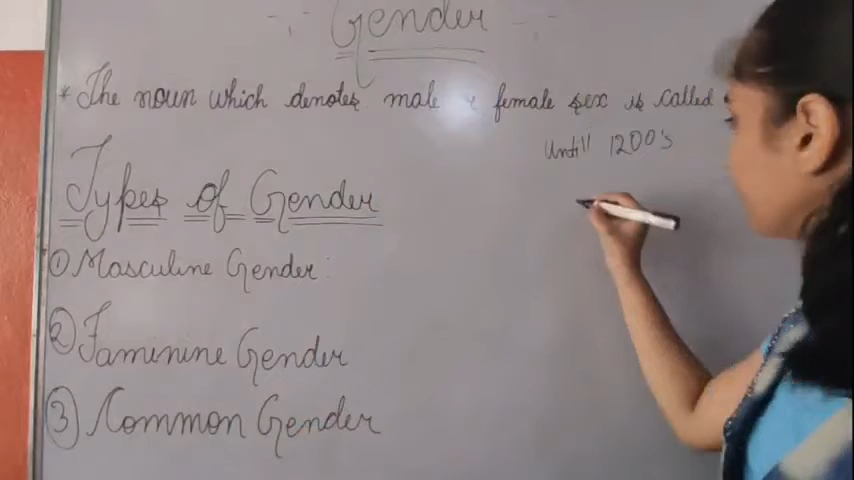 Gender
* The noun which denotes male & female sex is called
Untill 1200's
Types of Gender
① Masculine Gender :
② Faminine Gender
③ Common Gender